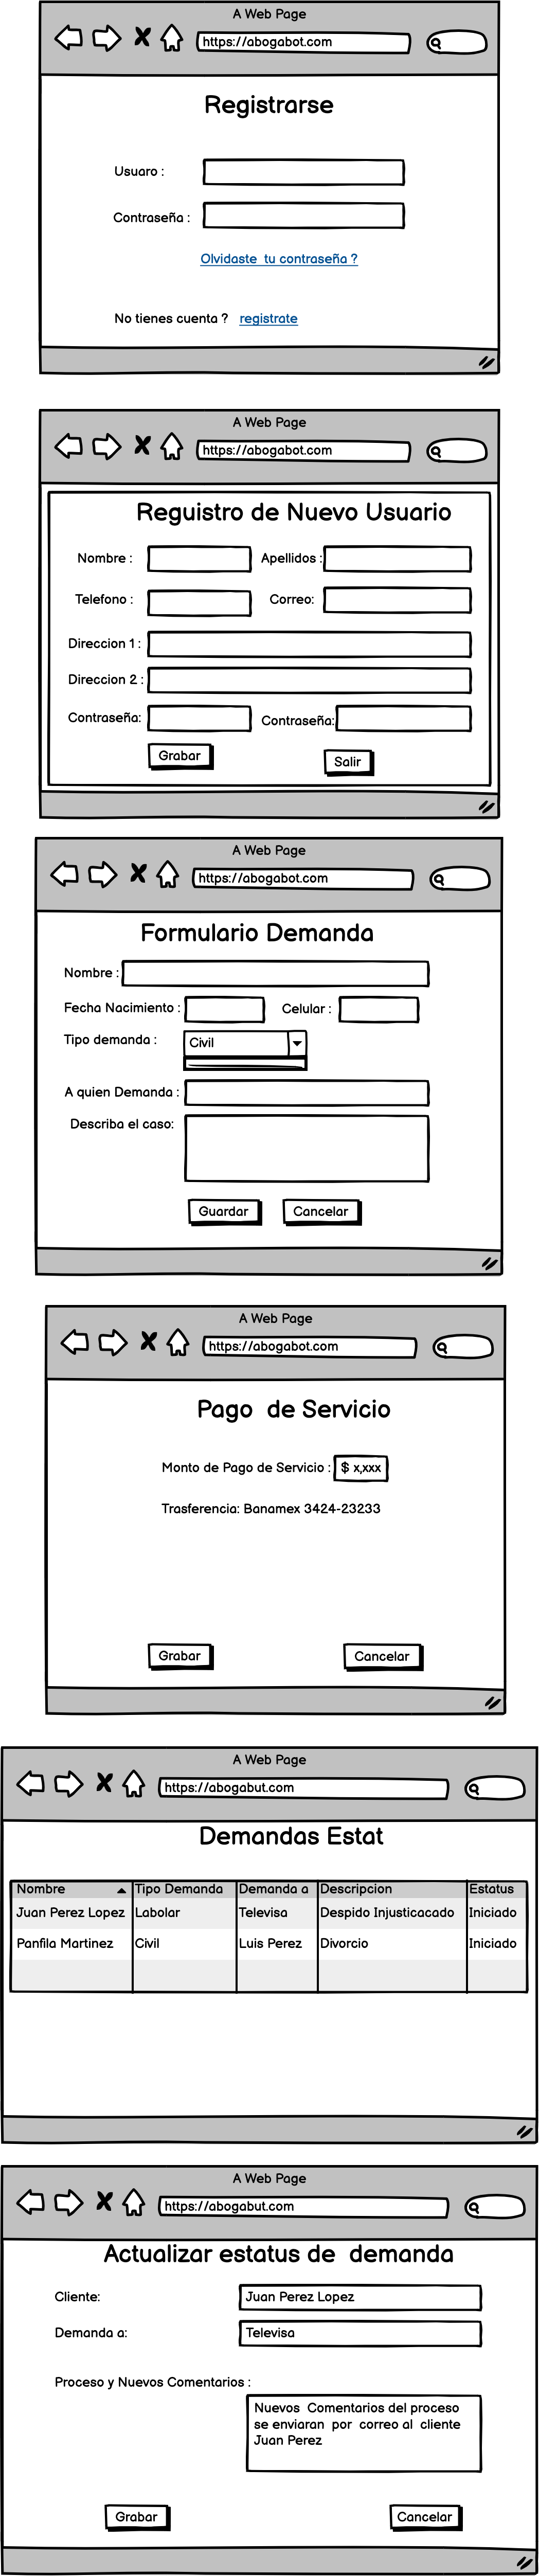 A Web Page
https://abogabot.com
Registrarse
Usuaro :
Contraseña :
Olvidaste tu contraseña ?
No tienes cuenta ? registrate
A Web Page
https://abogabot.com
Reguistro de Nuevo Usuario
Nombre : Apellidos :
Telefono : Correo:
Direccion 1 :
Direccion 2 :
Contraseña: Contraseña:
Grabar Salir
A Web Page
https://abogabot.com
Formulario Demanda
Nombre :
Fecha Nacimiento : Celular :
Tipo demanda : Civil
A quien Demanda :
Describa el caso:
Guardar Cancelar
A Web Page
https://abogabot.com
Pago de Servicio
Monto de Pago de Servicio : $ x,xxx
Trasferencia: Banamex 3424-23233
Grabar Cancelar
A Web Page
https://abogabut.com
Demandas Estat
Nombre Tipo Demanda Demanda a Descripcion Estatus
Juan Perez Lopez Labolar Televisa Despido Injusticacado Iniciado
Panfila Martinez Civil Luis Perez Divorcio Iniciado
A Web Page
https://abogabut.com
Actualizar estatus de demanda
Cliente: Juan Perez Lopez
Demanda a: Televisa
Proceso y Nuevos Comentarios :
Nuevos Comentarios del proceso
se enviaran por correo al cliente
Juan Perez
Grabar Cancelar